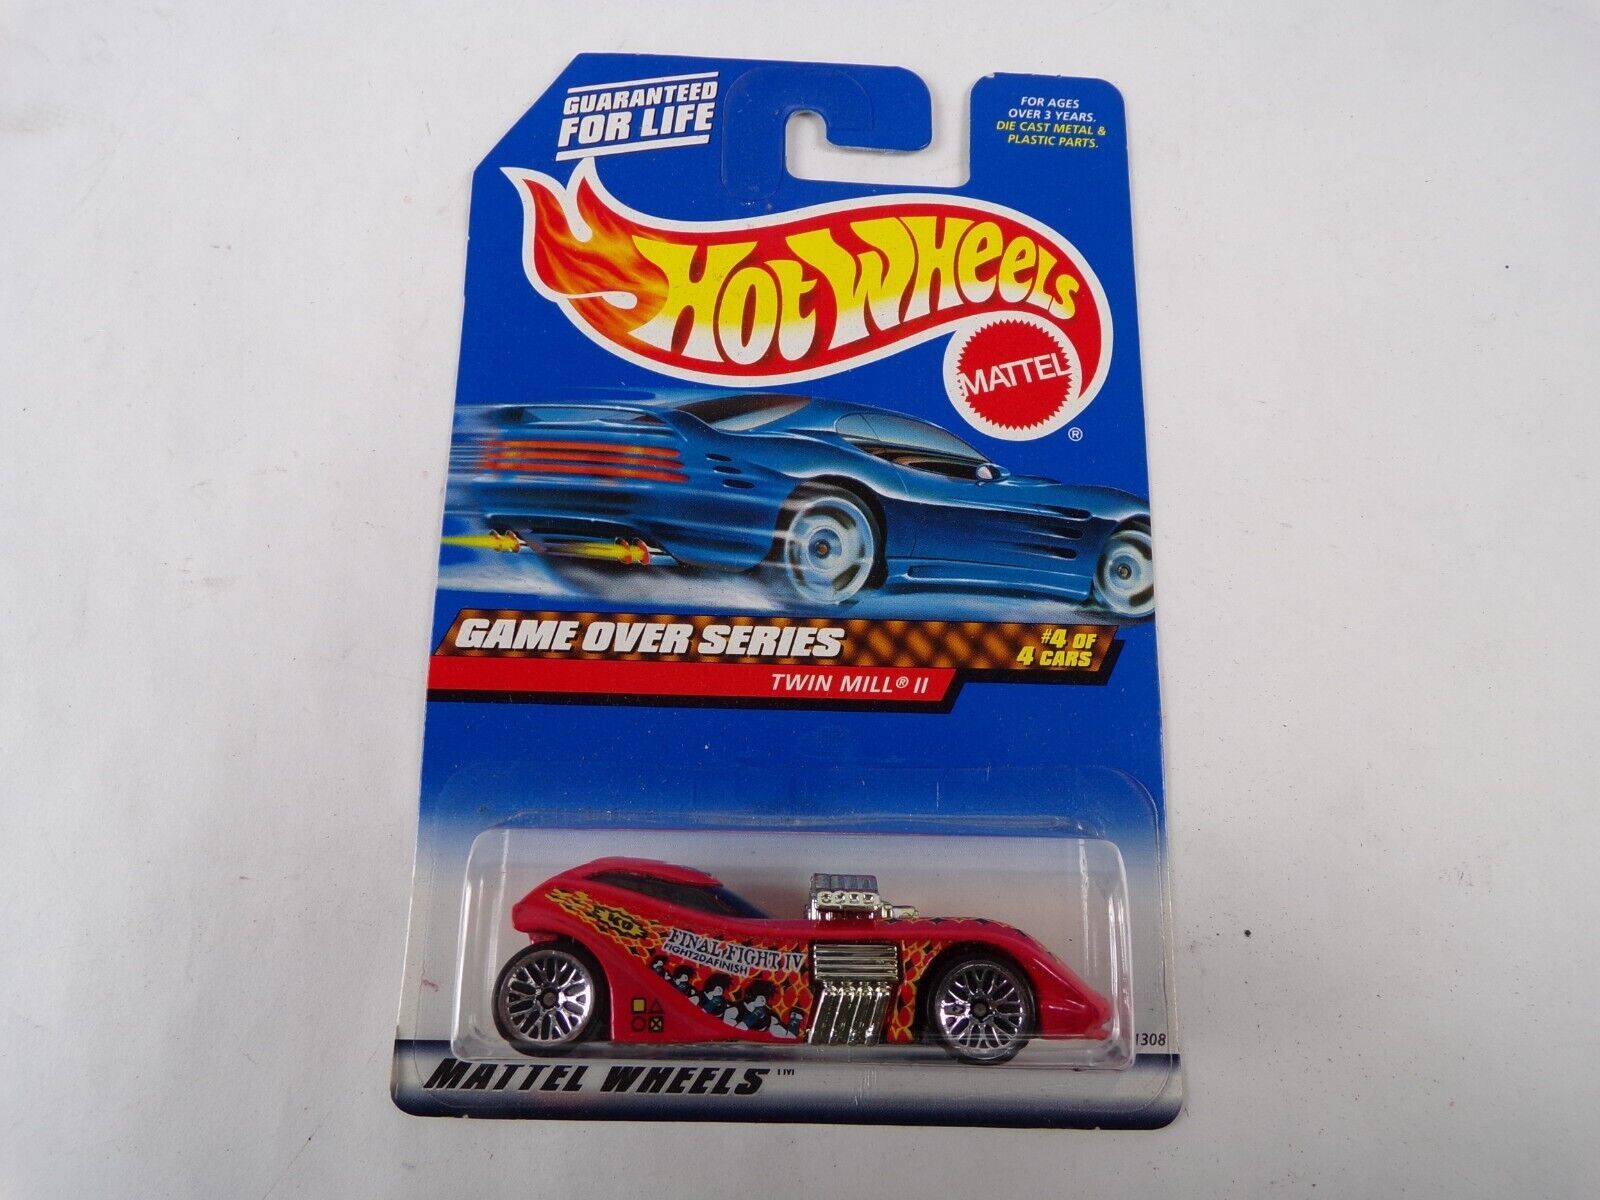 GUARANTEED
FOR LIFE
FOR AGES
OVER 3 YEARS.
DIE CAST METAL &
PLASTIC PARTS.
HOT WHEELS
MATTEL
®
GAME OVER SERIES
#4 OF
4 CARS
TWIN MILL® II
FINAL FIGHT IV
FIGHT2DAFINISH
1308
MATTEL WHEELS™